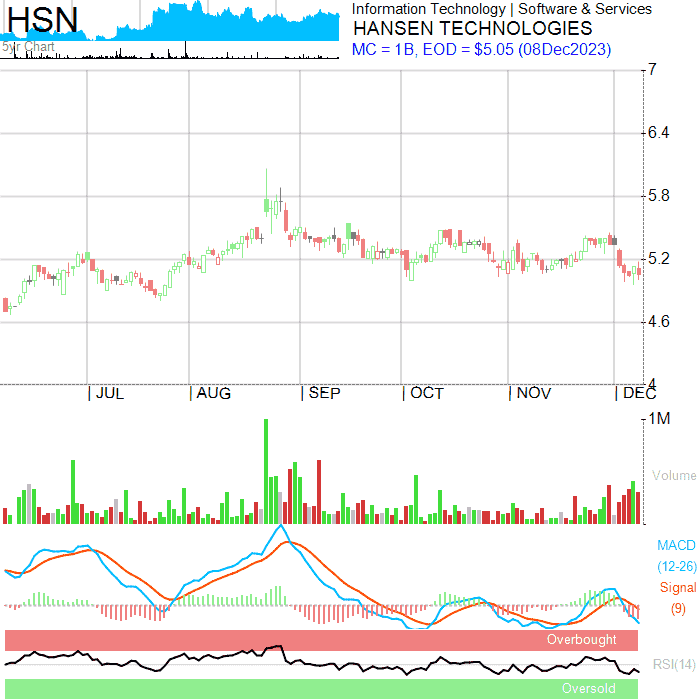 HSN
5yr Chart
Information Technology | Software & Services
HANSEN TECHNOLOGIES
MC = 1B, EOD = $5.05 (08Dec2023)
7
6.4
5.8
5.2
4.6
4
| JUL | AUG | SEP | OCT | NOV | DEC
1M
Volume
MACD
(12-26)
Signal
(9)
Overbought
RSI(14)
Oversold